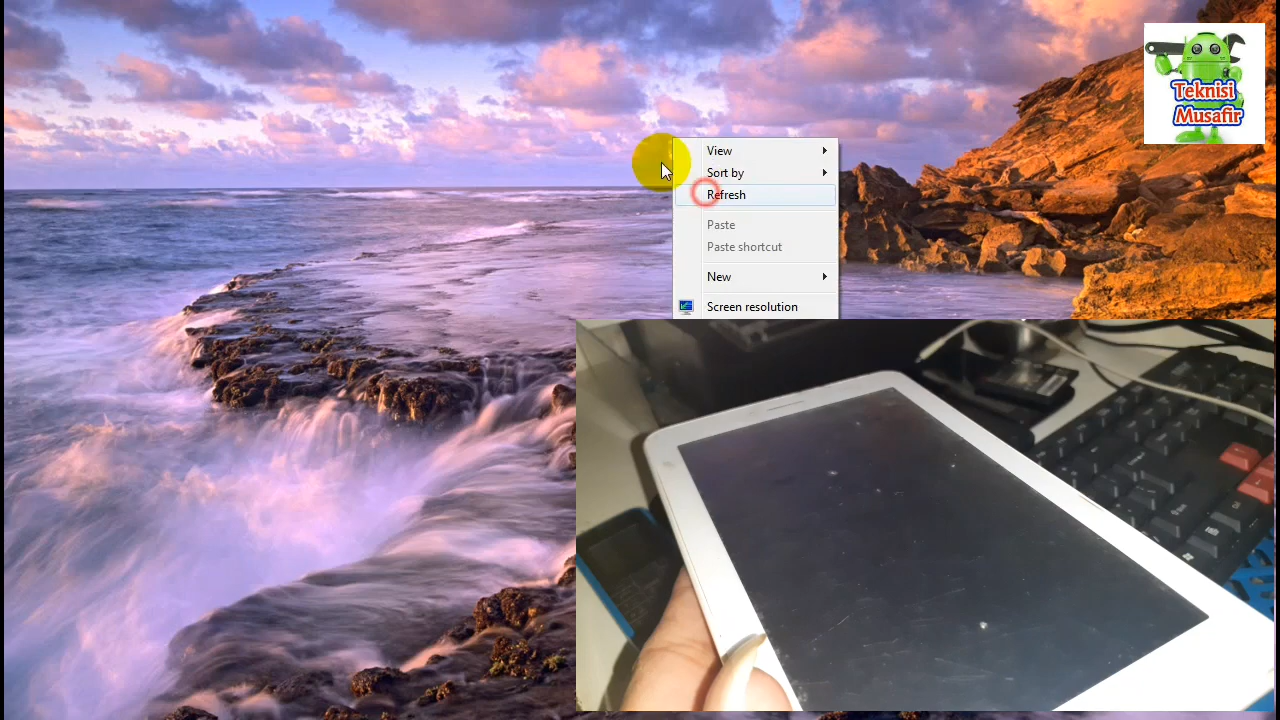 Teknisi
Musafir
View
Sort by
Refresh
Paste
Paste shortcut
New
Screen resolution